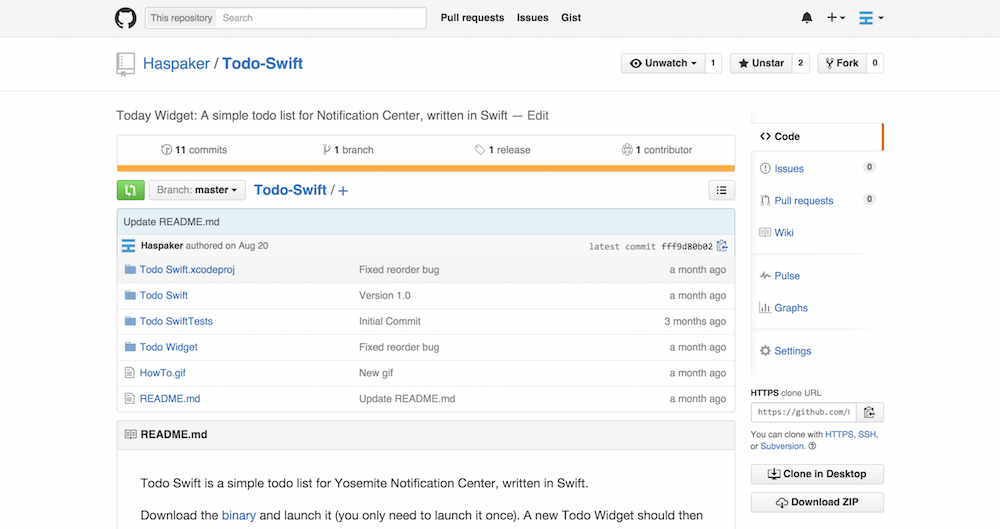 This repository Search Pull requests Issues Gist
Haspaker / Todo-Swift Unwatch 1 Unstar 2 Fork 0
Today Widget: A simple todo list for Notification Center, written in Swift — Edit
11 commits 1 branch 1 release 1 contributor
Branch: master Todo-Swift / +
Update README.md
Haspaker authored on Aug 20 latest commit fff9d80b02
Todo Swift.xcodeproj Fixed reorder bug a month ago
Todo Swift Version 1.0 a month ago
Todo SwiftTests Initial Commit 3 months ago
Todo Widget Fixed reorder bug a month ago
HowTo.gif New gif a month ago
README.md Update README.md a month ago
README.md
Todo Swift is a simple todo list for Yosemite Notification Center, written in Swift.
Download the binary and launch it (you only need to launch it once). A new Todo Widget should then
Code
Issues 0
Pull requests 0
Wiki
Pulse
Graphs
Settings
HTTPS clone URL
https://github.com/
You can clone with HTTPS, SSH,
or Subversion.
Clone in Desktop
Download ZIP